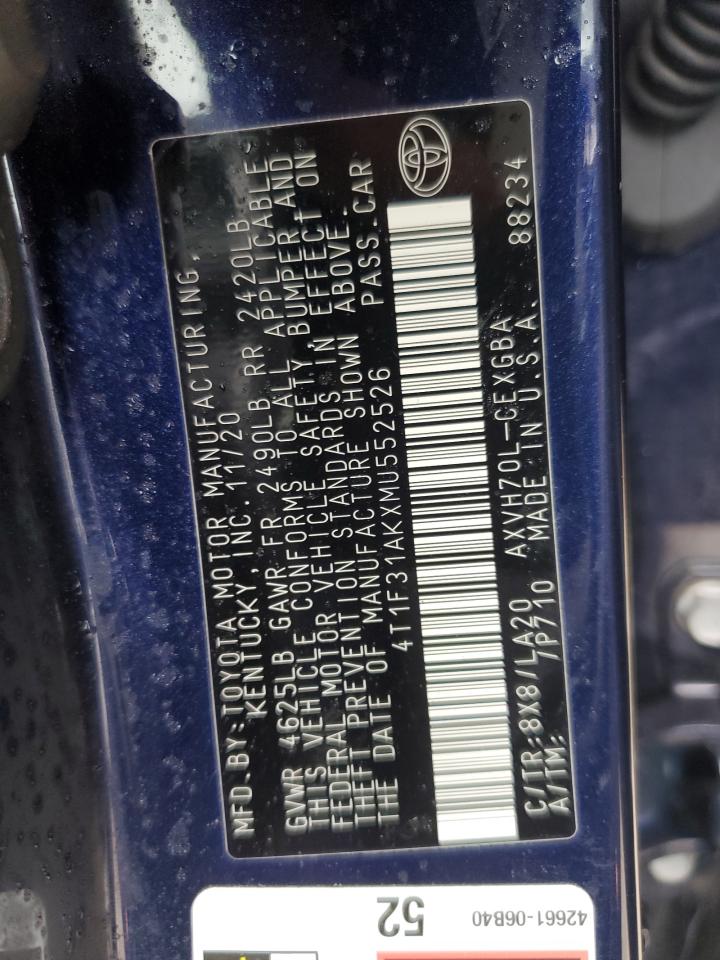 MFD.BY:TOYOTA MOTOR MANUFACTURING,
KENTUCKY, INC. 11/20
GVWR 4625LB GAWR FR 2490LB RR 2420LB
THIS VEHICLE CONFORMS TO ALL APPLICABLE
FEDERAL MOTOR VEHICLE SAFETY, BUMPER AND
THEFT PREVENTION STANDARDS IN EFFECT ON
THE DATE OF MANUFACTURE SHOWN ABOVE.
4T1F31AKXMU552526 PASS.CAR
C/TR:8X8/LA20 AXVH70L-CEXGBA
A/TM: /P710 MADE IN U.S.A. 88234
52
42661-06B40